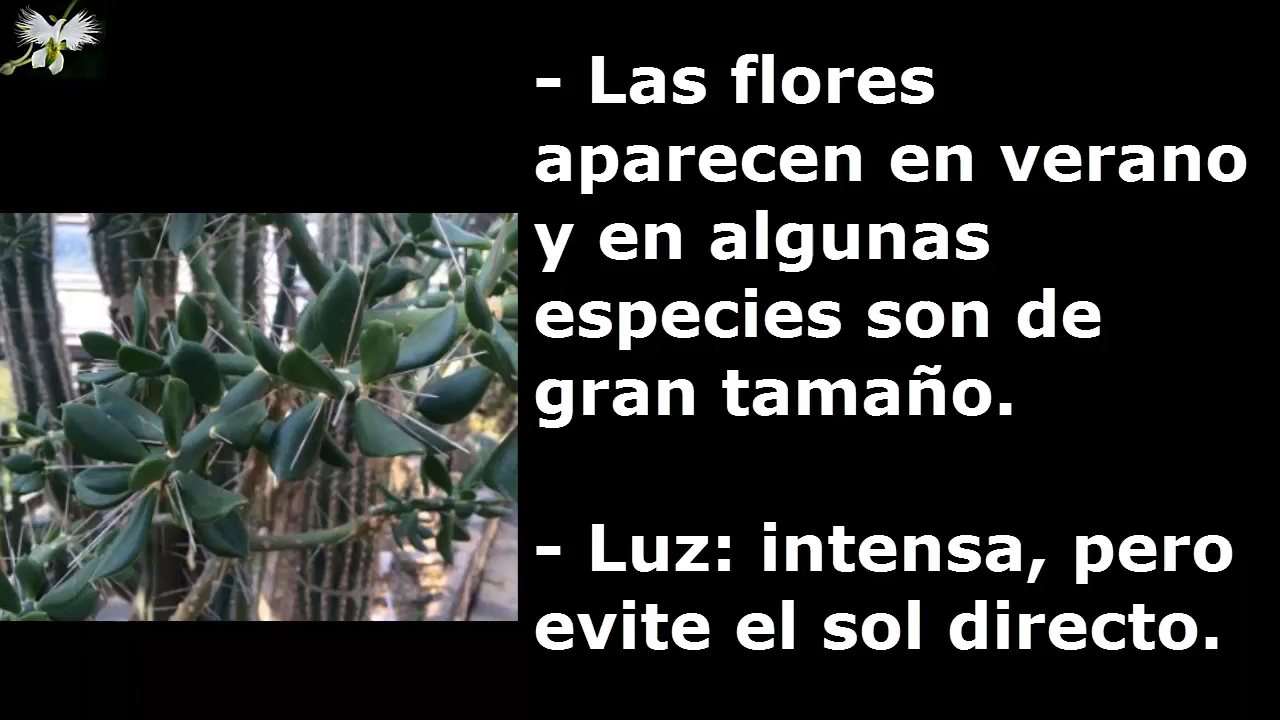 - Las flores
aparecen en verano
y en algunas
especies son de
gran tamaño.
- Luz: intensa, pero
evite el sol directo.